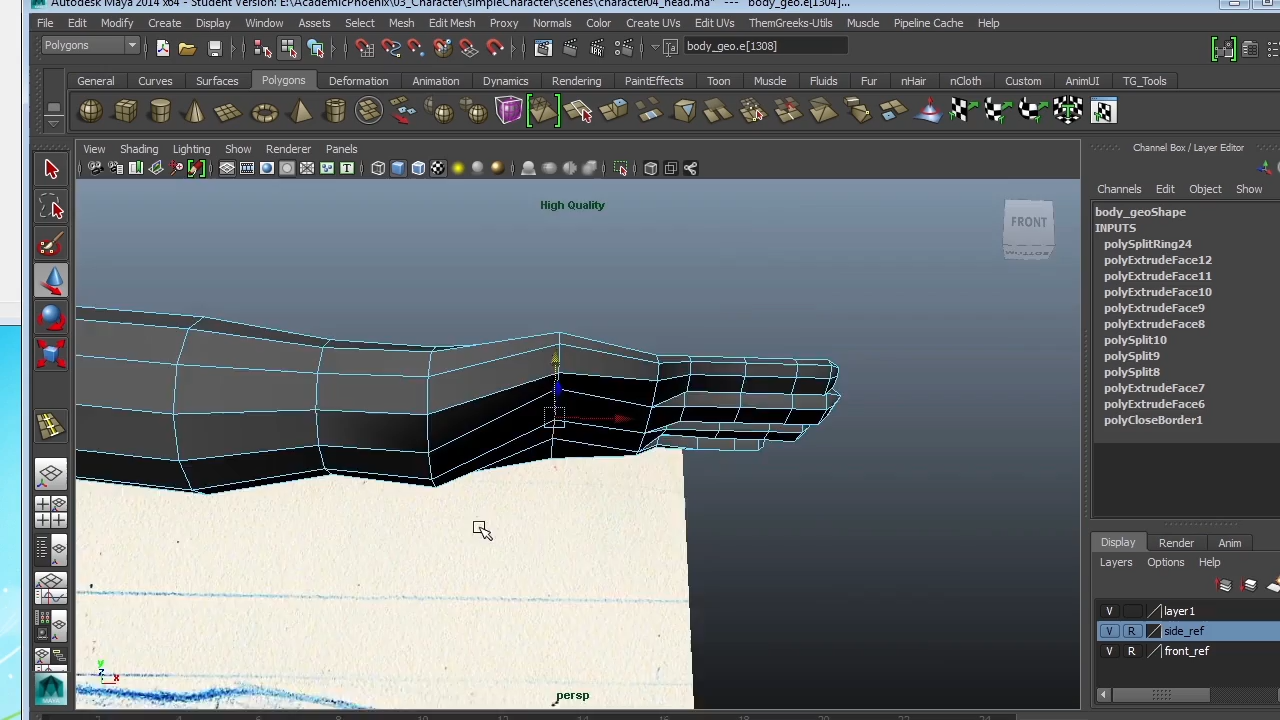 Autodesk Maya 2014 x64 - Student Version: E:\AcademicPhoenix\03_Character\simpleCharacter\scenes\character04_head.ma* --- body_geo.e[1304]...
File Edit Modify Create Display Window Assets Select Mesh Edit Mesh Proxy Normals Color Create UVs Edit UVs ThemGreeks-Utils Muscle Pipeline Cache Help
Polygons body_geo.e[1308]
General Curves Surfaces Polygons Deformation Animation Dynamics Rendering PaintEffects Toon Muscle Fluids Fur nHair nCloth Custom AnimUI TG_Tools
View Shading Lighting Show Renderer Panels
Channel Box / Layer Editor
Channels Edit Object Show
High Quality
FRONT
body_geoShape
INPUTS
polySplitRing24
polyExtrudeFace12
polyExtrudeFace11
polyExtrudeFace10
polyExtrudeFace9
polyExtrudeFace8
polySplit10
polySplit9
polySplit8
polyExtrudeFace7
polyExtrudeFace6
polyCloseBorder1
Display Render Anim
Layers Options Help
V layer1
V R side_ref
V R front_ref
y
z x
persp